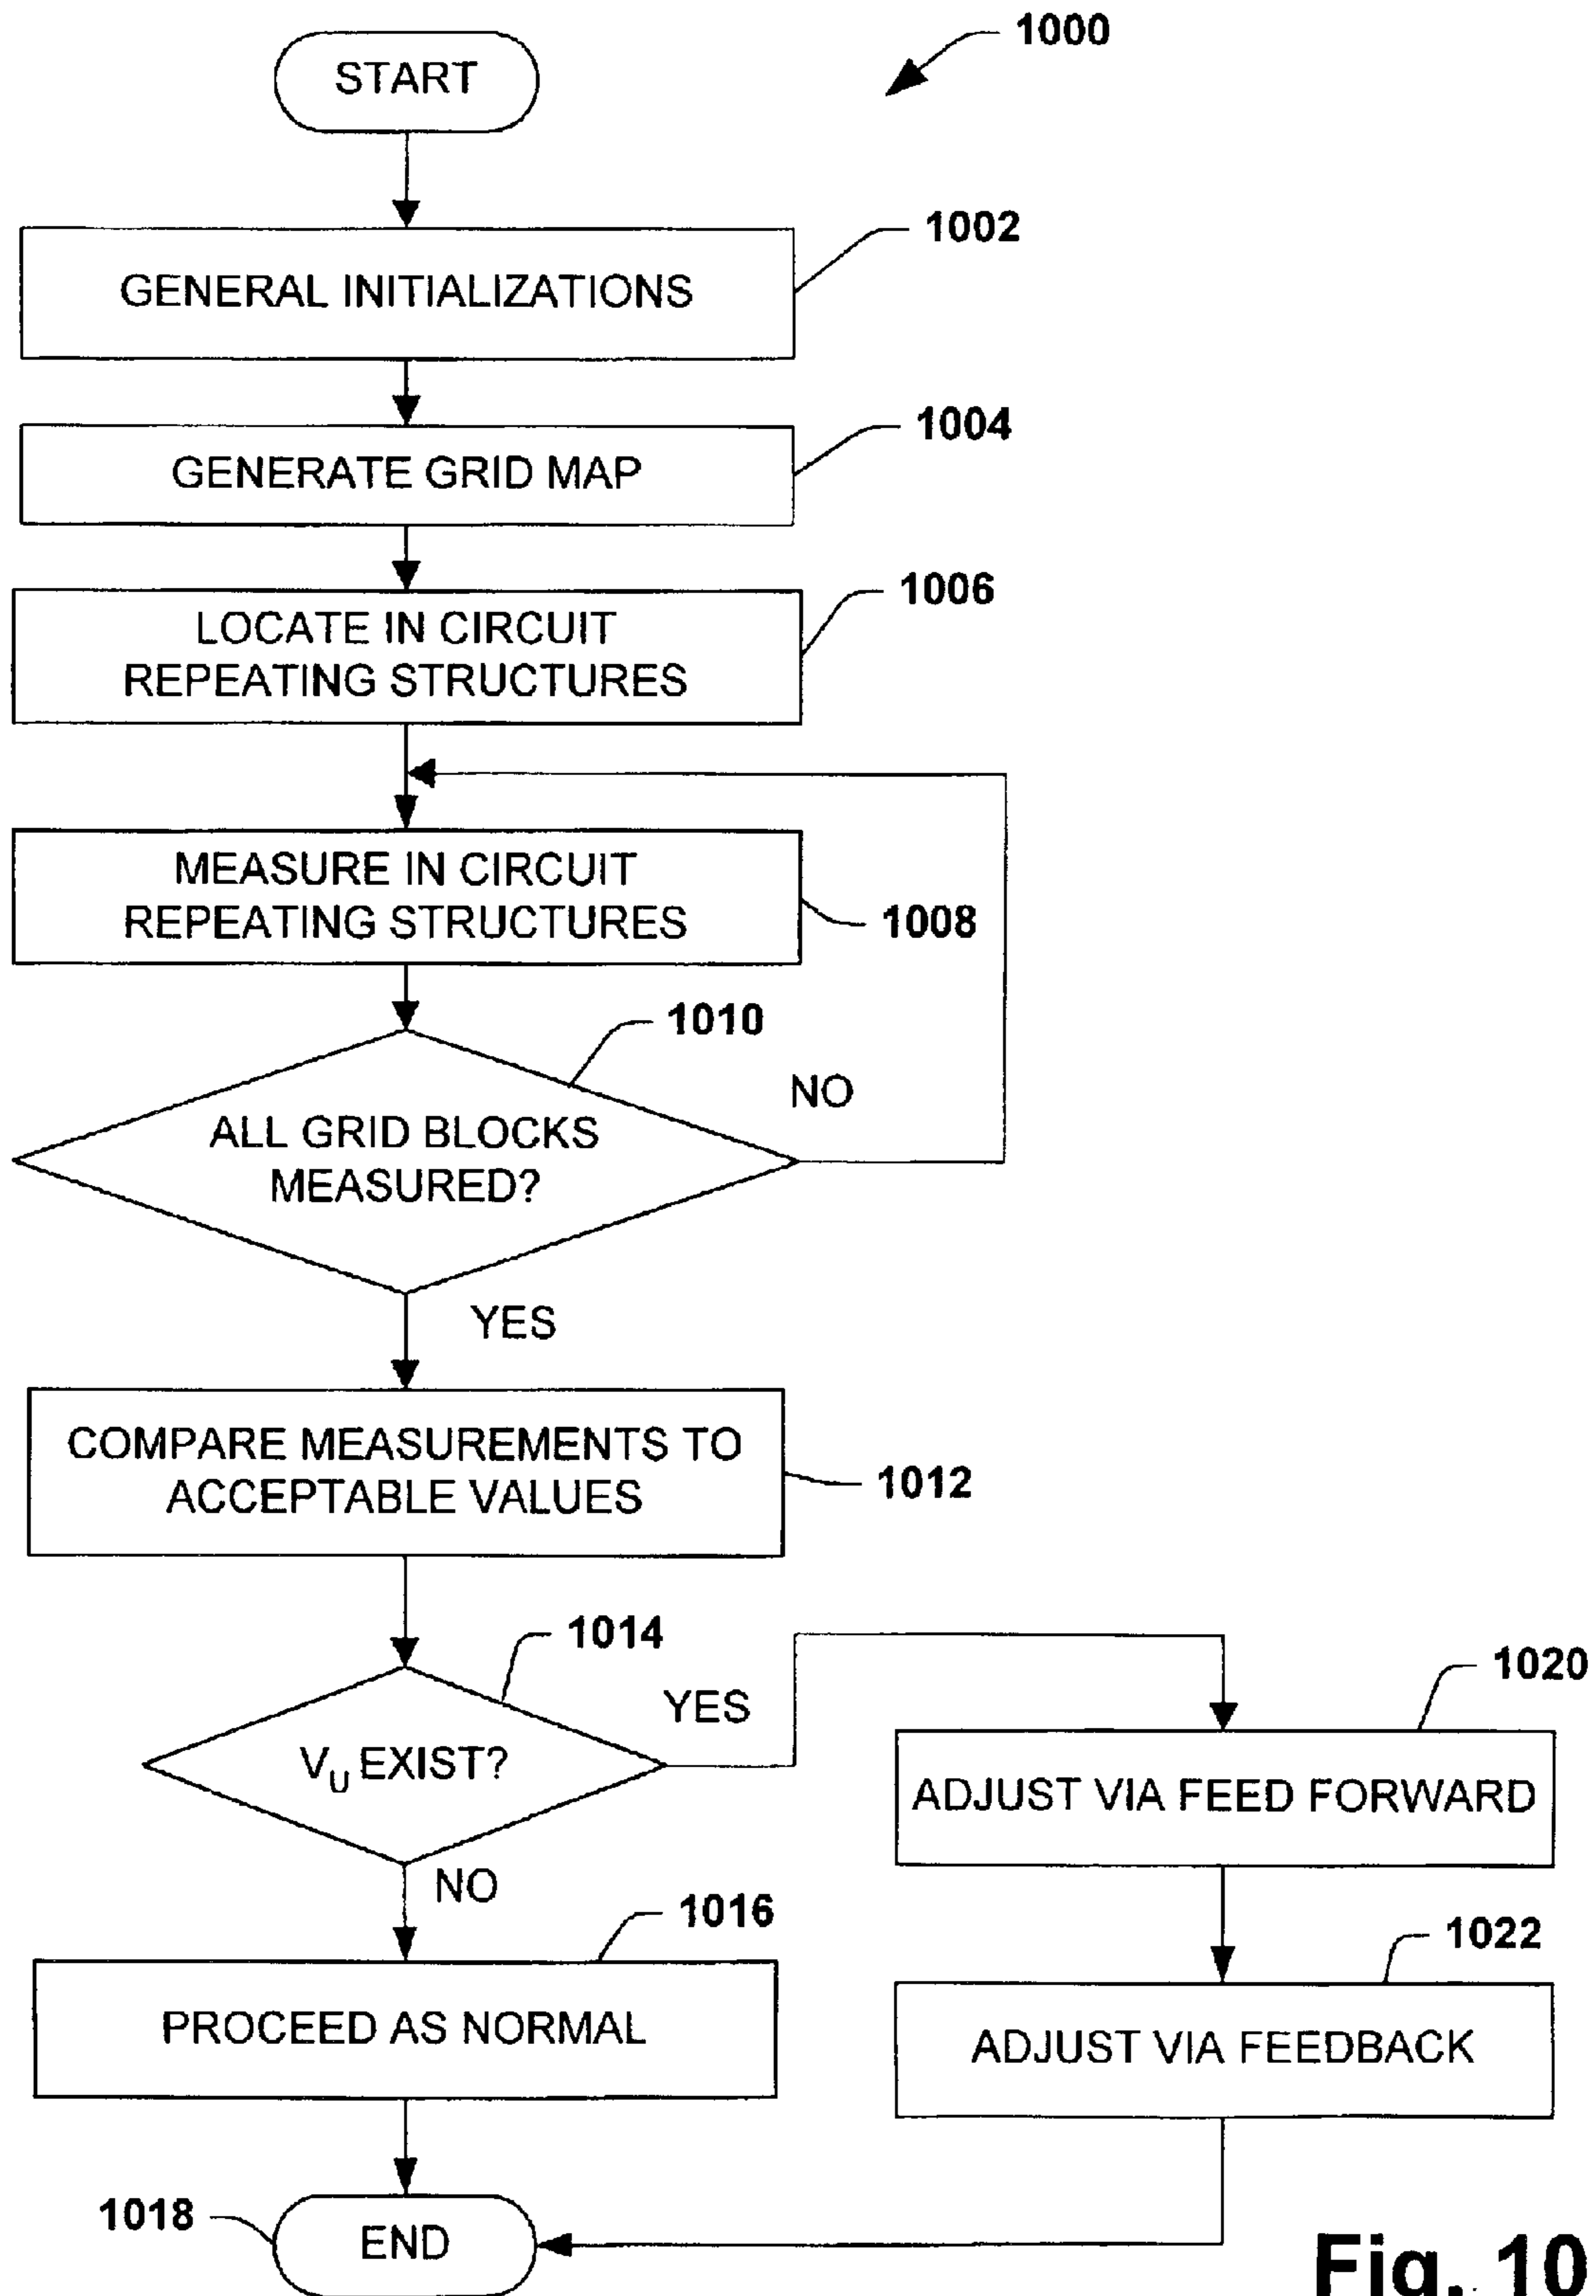 START
1000
1002
GENERAL INITIALIZATIONS
1004
GENERATE GRID MAP
1006
LOCATE IN CIRCUIT
REPEATING STRUCTURES
MEASURE IN CIRCUIT
REPEATING STRUCTURES
1008
1010
NO
ALL GRID BLOCKS
MEASURED?
YES
COMPARE MEASUREMENTS TO
ACCEPTABLE VALUES
1012
1014
YES
VU EXIST?
NO
1020
ADJUST VIA FEED FORWARD
1016
PROCEED AS NORMAL
1022
ADJUST VIA FEEDBACK
1018
END
Fig. 10